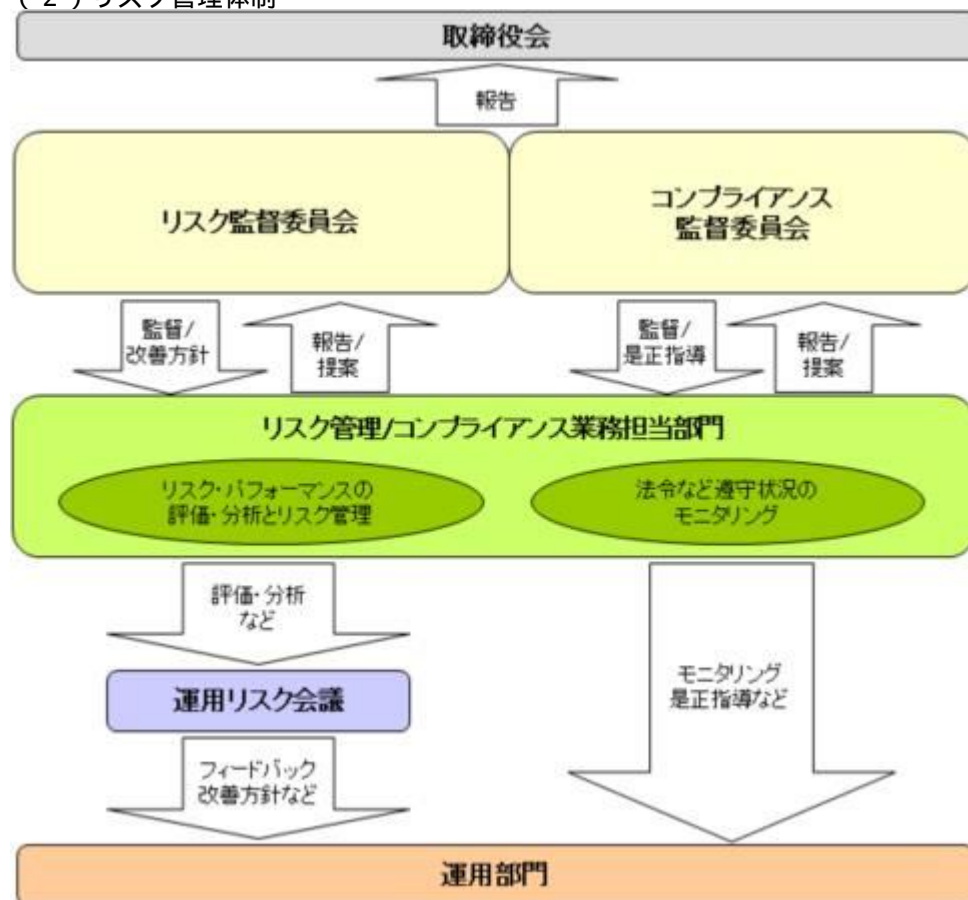 (2)リスク管理体制
取締役会
報告
リスク監督委員会
コンプライアンス
監督委員会
監督/
改善方針
報告/
提案
監督/
是正指導
報告/
提案
リスク管理/コンプライアンス業務担当部門
リスク・パフォーマンスの
評価・分析とリスク管理
法令など遵守状況の
モニタリング
評価・分析
など
運用リスク会議
モニタリング
是正指導など
フィードバック
改善方針など
運用部門